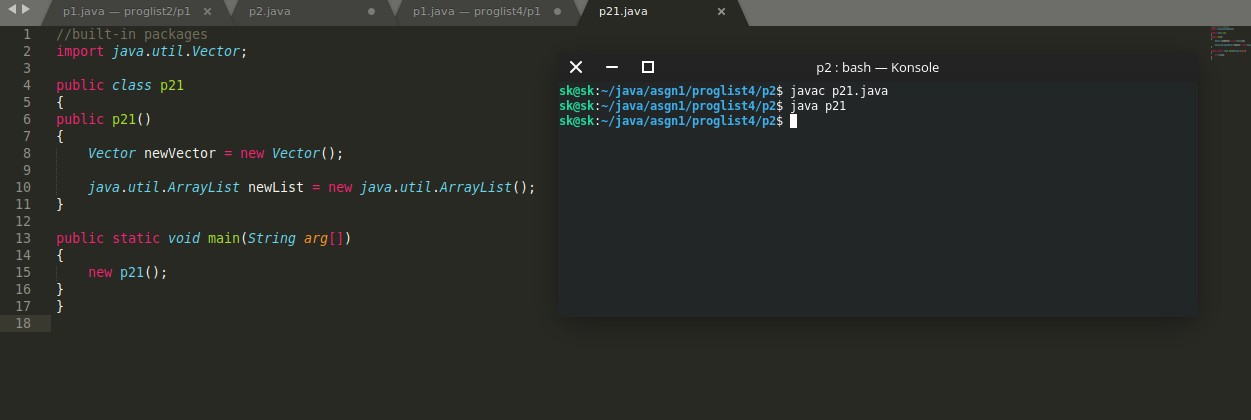 p1.java — proglist2/p1
p2.java
p1.java — proglist4/p1
p21.java
1 //built-in packages
2 import java.util.Vector;
3
4 public class p21
5 {
6 public p21()
7 {
8     Vector newVector = new Vector();
9
10     java.util.ArrayList newList = new java.util.ArrayList();
11 }
12
13 public static void main(String arg[])
14 {
15     new p21();
16 }
17 }
18
p2 : bash — Konsole
sk@sk:~/java/asgn1/proglist4/p2$ javac p21.java
sk@sk:~/java/asgn1/proglist4/p2$ java p21
sk@sk:~/java/asgn1/proglist4/p2$